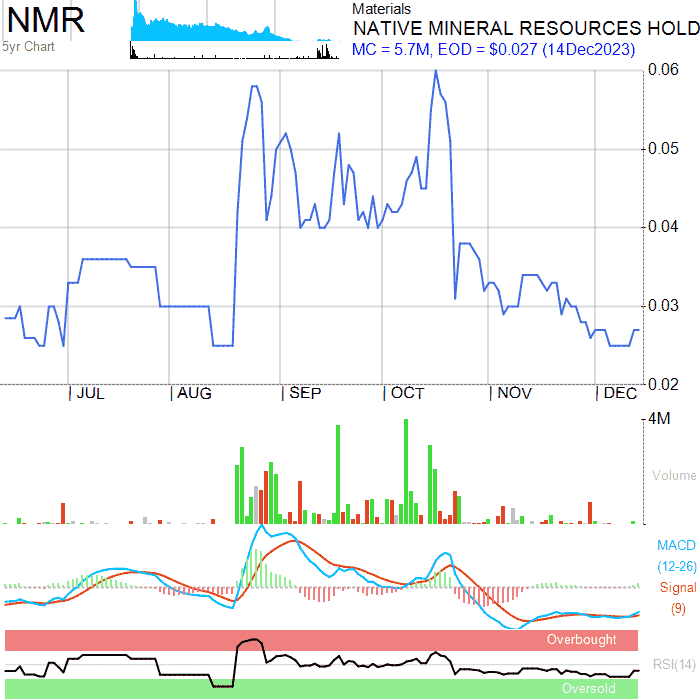 NMR
5yr Chart
Materials
NATIVE MINERAL RESOURCES HOLD
MC = 5.7M, EOD = $0.027 (14Dec2023)
0.06
0.05
0.04
0.03
0.02
JUL AUG SEP OCT NOV DEC
4M
Volume
MACD
(12-26)
Signal
(9)
Overbought
RSI(14)
Oversold